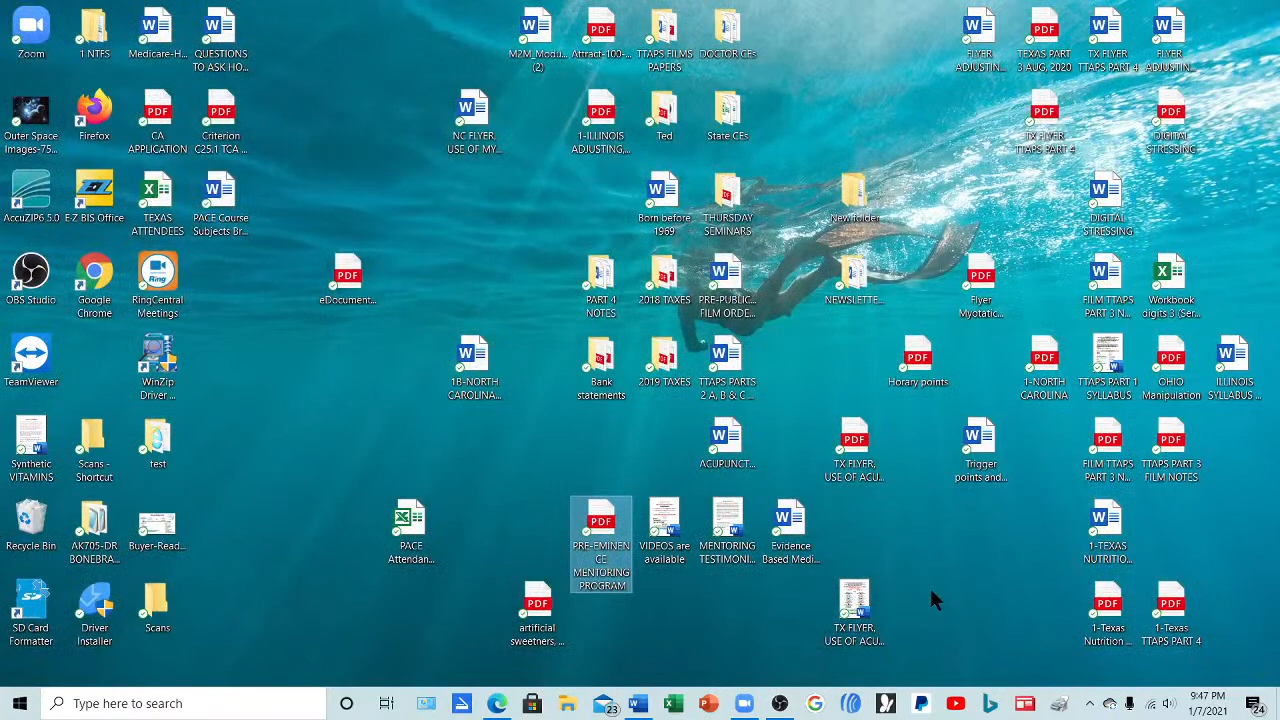 Zoom
1 NTFS
Medicare-H...
QUESTIONS
TO ASK HO...
M2M_Modu...
(2)
Attract-100-...
TTAPS FILMS
PAPERS
DOCTOR CEs
FLYER
ADJUSTIN...
TEXAS PART
3 AUG, 2020
TX FLYER
TTAPS PART 4
FLYER
ADJUSTIN...
Outer Space
Images-75...
Firefox
CA
APPLICATION
Criterion
C25.1 TCA ...
NC FLYER,
USE OF MY...
1-ILLINOIS
ADJUSTING,...
Ted
State CEs
TX FLYER
TTAPS PART 4
DIGITAL
STRESSING
AccuZIP6 5.0
E-Z BIS Office
TEXAS
ATTENDEES
PACE Course
Subjects Br...
Born before
1969
THURSDAY
SEMINARS
New folder
DIGITAL
STRESSING
OBS Studio
Google
Chrome
RingCentral
Meetings
eDocument...
PART 4
NOTES
2018 TAXES
PRE-PUBLIC...
FILM ORDE...
NEWSLETTE...
Flyer
Myotatic...
FILM TTAPS
PART 3 N...
Workbook
digits 3 (Ser...
TeamViewer
WinZip
Driver ...
1B-NORTH
CAROLINA...
Bank
statements
2019 TAXES
TTAPS PARTS
2 A, B & C ...
Horary points
1-NORTH
CAROLINA
TTAPS PART 1
SYLLABUS
OHIO
Manipulation
ILLINOIS
SYLLABUS ...
Synthetic
VITAMINS
Scans -
Shortcut
test
ACUPUNCT...
TX FLYER,
USE OF ACU...
Trigger
points and...
FILM TTAPS
PART 3 N...
TTAPS PART 3
FILM NOTES
Recycle Bin
AK705-DR
BONEBRA...
Buyer-Read...
PACE
Attendan...
PRE-EMINEN
CE
MENTORING
PROGRAM
VIDEOS are
available
MENTORING
TESTIMONI...
Evidence
Based Medi...
1-TEXAS
NUTRITIO...
SD Card
Formatter
Driver
Installer
Scans
artificial
sweetners, ...
TX FLYER,
USE OF ACU...
1-Texas
Nutrition ...
1-Texas
TTAPS PART 4
Type here to search
23
9:47 PM
1/7/2021
24